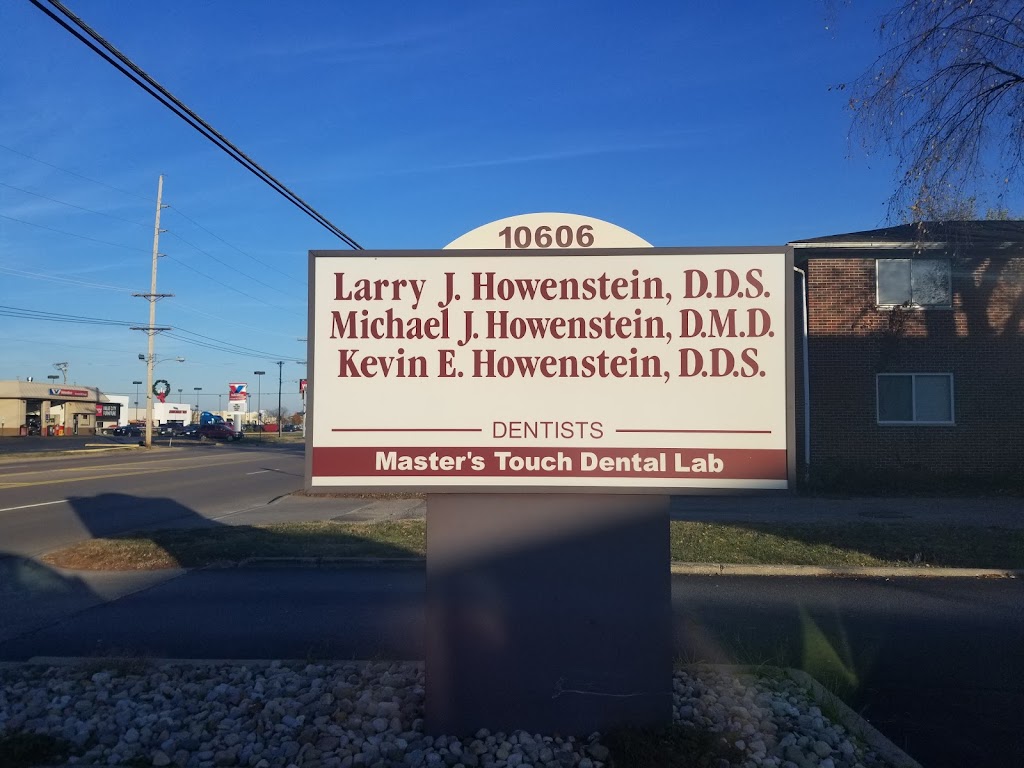 10606
Larry J. Howenstein, D.D.S.
Michael J. Howenstein, D.M.D.
Kevin E. Howenstein, D.D.S.
DENTISTS
Master's Touch Dental Lab